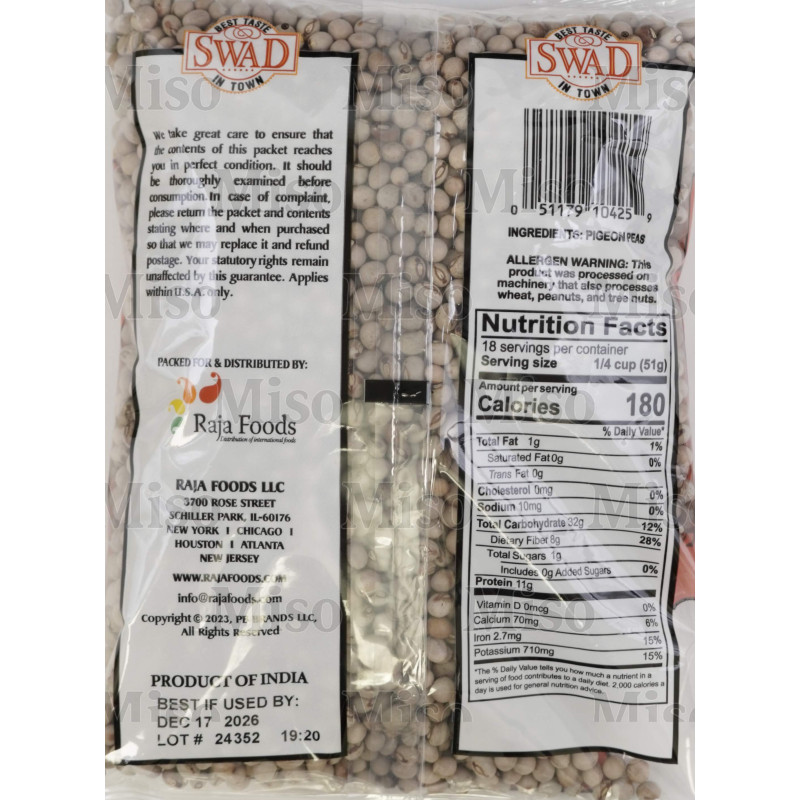 BEST TASTE
SWAD
IN TOWN
We take great care to ensure that
the contents of this packet reaches
you in perfect condition. It should
be thoroughly examined before
consumption. In case of complaint,
please return the packet and contents
stating where and when purchased
so that we may replace it and refund
postage. Your statutory rights remain
unaffected by this guarantee. Applies
within U.S.A. only.
PACKED FOR & DISTRIBUTED BY:
Raja Foods
Distribution of international foods
RAJA FOODS LLC
3700 ROSE STREET
SCHILLER PARK, IL-60176
NEW YORK I CHICAGO I
HOUSTON I ATLANTA
NEW JERSEY
WWW.RAJAFOODS.COM
info@rajafoods.com
Copyright © 2023, BRANDS LLC,
All Rights Reserved
PRODUCT OF INDIA
BEST IF USED BY:
DEC 17 2026
LOT # 24352 19:20
BEST TASTE
SWAD
IN TOWN
0 51179 10425 9
INGREDIENTS: PIGEON PEAS
ALLERGEN WARNING: This
product was processed on
machinery that also processes
wheat, peanuts, and tree nuts.
Nutrition Facts
18 servings per container
Serving size 1/4 cup (51g)
Amount per serving
Calories 180
% Daily Value*
Total Fat 1g 1%
Saturated Fat 0g 0%
Trans Fat 0g
Cholesterol 0mg 0%
Sodium 10mg 0%
Total Carbohydrate 32g 12%
Dietary Fiber 8g 28%
Total Sugars 1g
Includes 0g Added Sugars 0%
Protein 11g
Vitamin D 0mcg 0%
Calcium 70mg 6%
Iron 2.7mg 15%
Potassium 710mg 15%
*The % Daily Value tells you how much a nutrient in a
serving of food contributes to a daily diet. 2,000 calories a
day is used for general nutrition advice.
Miso